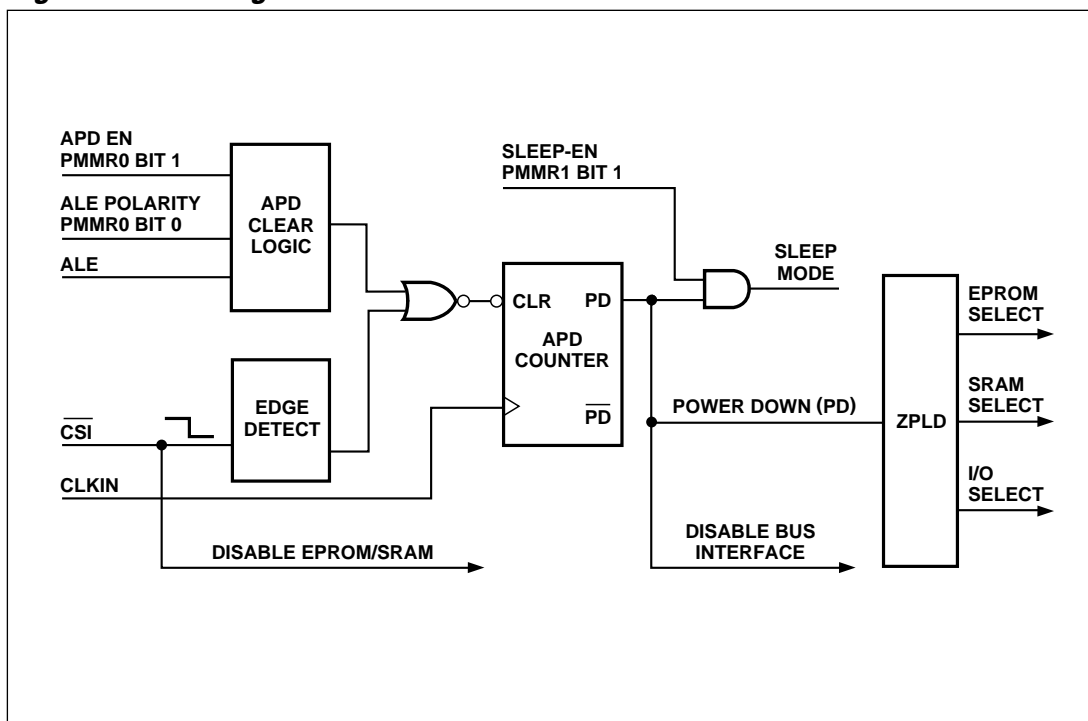 APD EN
PMMR0 BIT 1
ALE POLARITY
PMMR0 BIT 0
ALE
APD
CLEAR
LOGIC
SLEEP-EN
PMMR1 BIT 1
SLEEP
MODE
CLR
PD
APD
COUNTER
P̅D̅
EDGE
DETECT
C̅S̅I̅
CLKIN
DISABLE EPROM/SRAM
POWER DOWN (PD)
DISABLE BUS
INTERFACE
ZPLD
EPROM
SELECT
SRAM
SELECT
I/O
SELECT